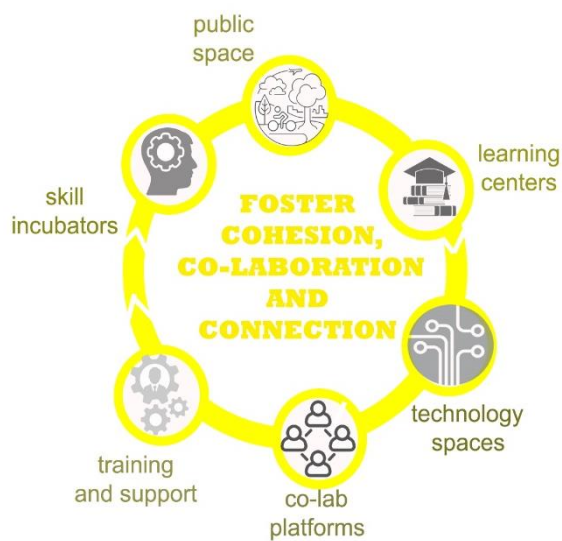 public
space
learning
centers
skill
incubators
FOSTER
COHESION,
CO-LABORATION
AND
CONNECTION
technology
spaces
training
and support
co-lab
platforms